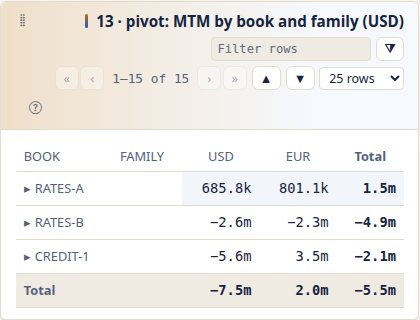 13 · pivot: MTM by book and family (USD)
Filter rows
« ‹ 1–15 of 15 › » ▲ ▼ 25 rows
?
BOOK FAMILY USD EUR Total
▸ RATES-A 685.8k 801.1k 1.5m
▸ RATES-B −2.6m −2.3m −4.9m
▸ CREDIT-1 −5.6m 3.5m −2.1m
Total −7.5m 2.0m −5.5m